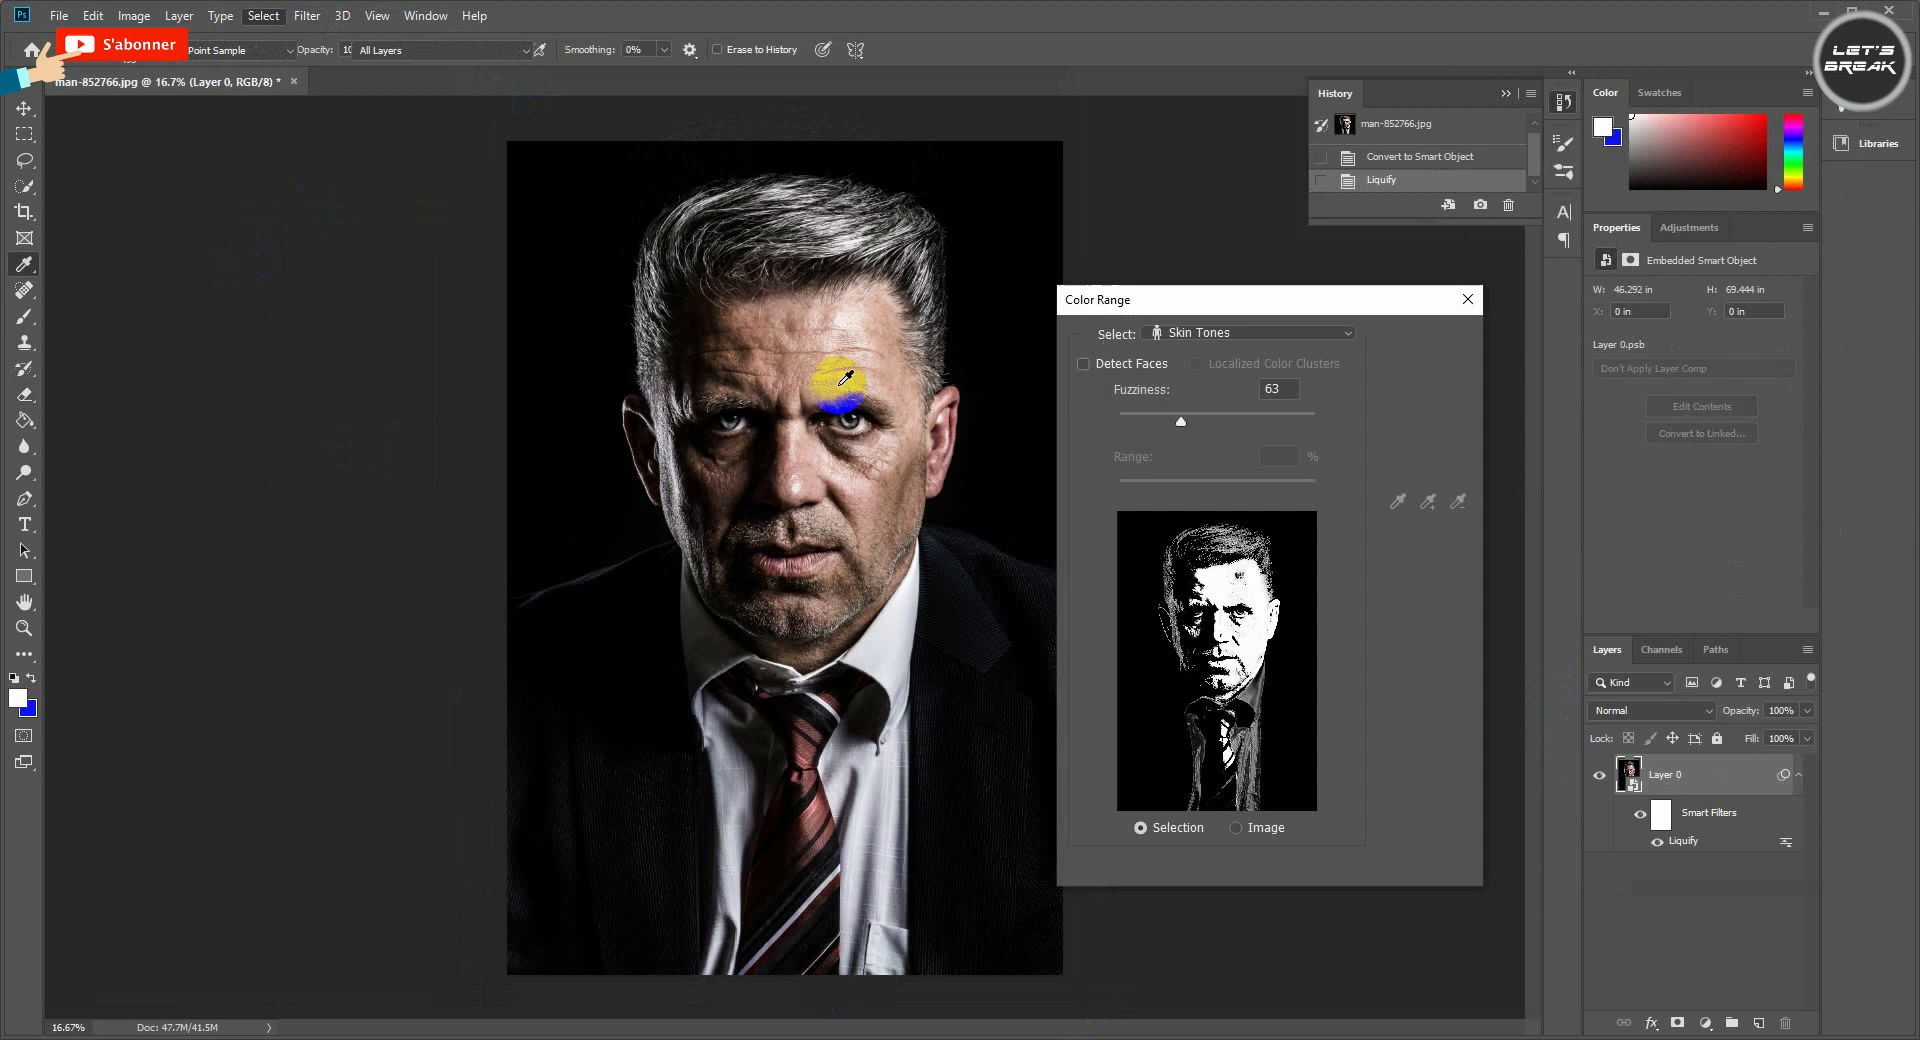 Ps File Edit Image Layer Type Select Filter 3D View Window Help
S'abonner
Point Sample Opacity: 10 All Layers Smoothing: 0% Erase to History
LET'S BREAK
man-852766.jpg @ 16.7% (Layer 0, RGB/8) *
History
man-852766.jpg
Convert to Smart Object
Liquify
Color Swatches
Libraries
Properties Adjustments
Embedded Smart Object
W: 46.292 in H: 69.444 in
X: 0 in Y: 0 in
Layer 0.psb
Don't Apply Layer Comp
Edit Contents
Convert to Linked...
Color Range
Select: Skin Tones
Detect Faces Localized Color Clusters
Fuzziness: 63
Range: %
Selection Image
Layers Channels Paths
Kind
Normal Opacity: 100%
Lock: Fill: 100%
Layer 0
Smart Filters
Liquify
fx
16.67% Doc: 47.7M/41.5M